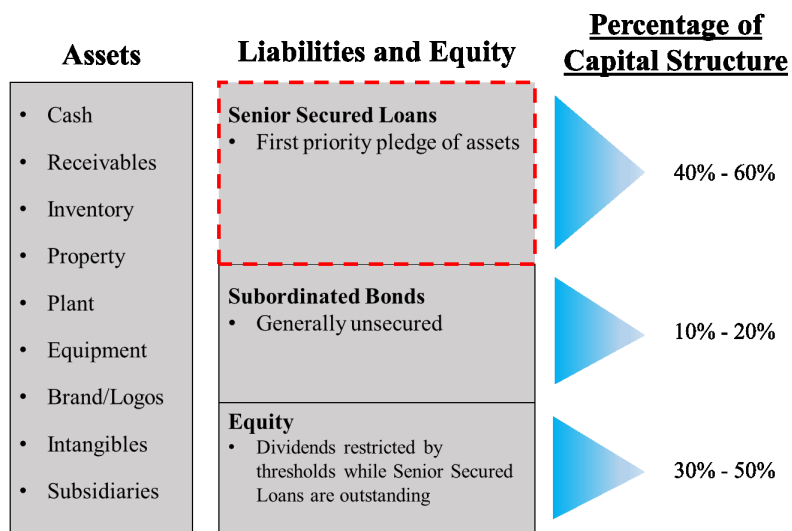 Assets
• Cash
• Receivables
• Inventory
• Property
• Plant
• Equipment
• Brand/Logos
• Intangibles
• Subsidiaries
Liabilities and Equity
Senior Secured Loans
• First priority pledge of assets
Subordinated Bonds
• Generally unsecured
Equity
• Dividends restricted by
thresholds while Senior Secured
Loans are outstanding
Percentage of
Capital Structure
40% - 60%
10% - 20%
30% - 50%